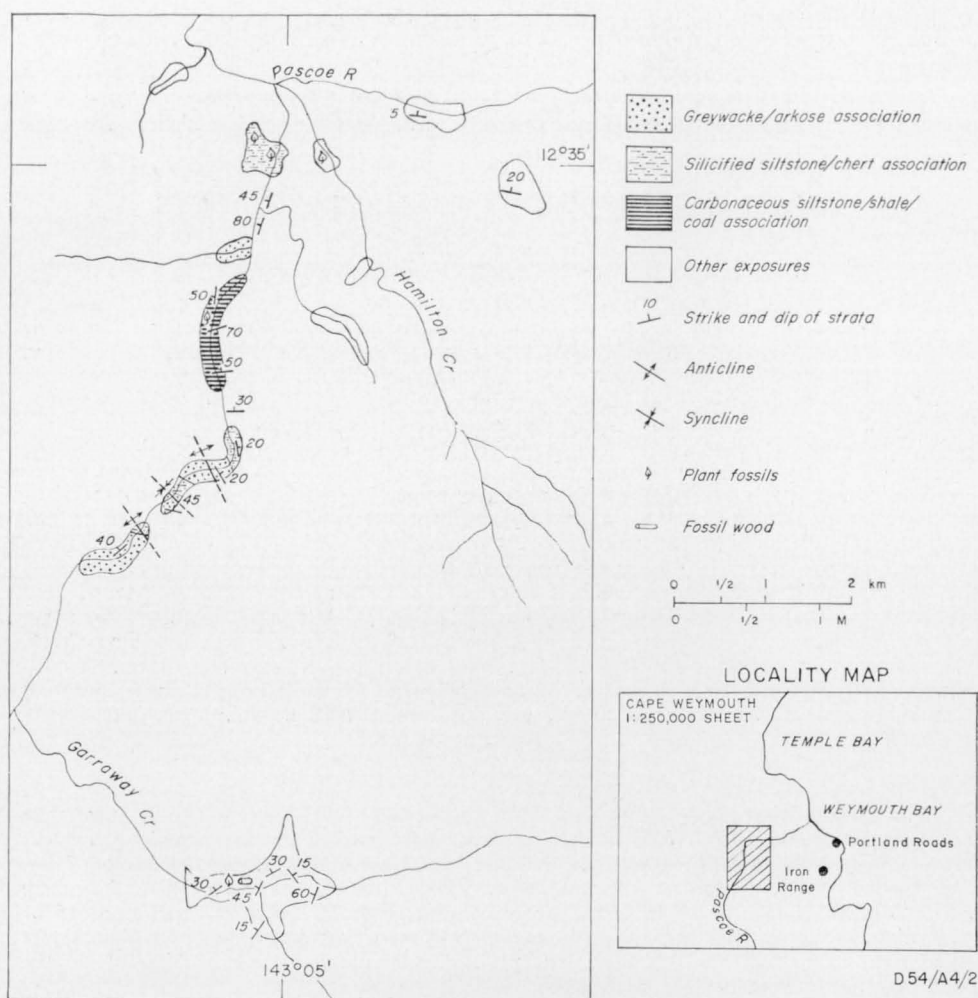 Pascoe R
5
12°35'
20
45
80
50
70
50
30
20
20
45
40
Hamilton
Cr
Garraway Cr
30
15
30
45
60
15
143°05'
Greywacke/arkose association
Silicified siltstone/chert association
Carbonaceous siltstone/shale/
coal association
Other exposures
10
Strike and dip of strata
Anticline
Syncline
Plant fossils
Fossil wood
0 1/2 1 2 km
0 1/2 1 M
LOCALITY MAP
CAPE WEYMOUTH
1:250,000 SHEET
TEMPLE BAY
WEYMOUTH BAY
Portland Roads
Iron
Range
Pascoe R
D54/A4/2